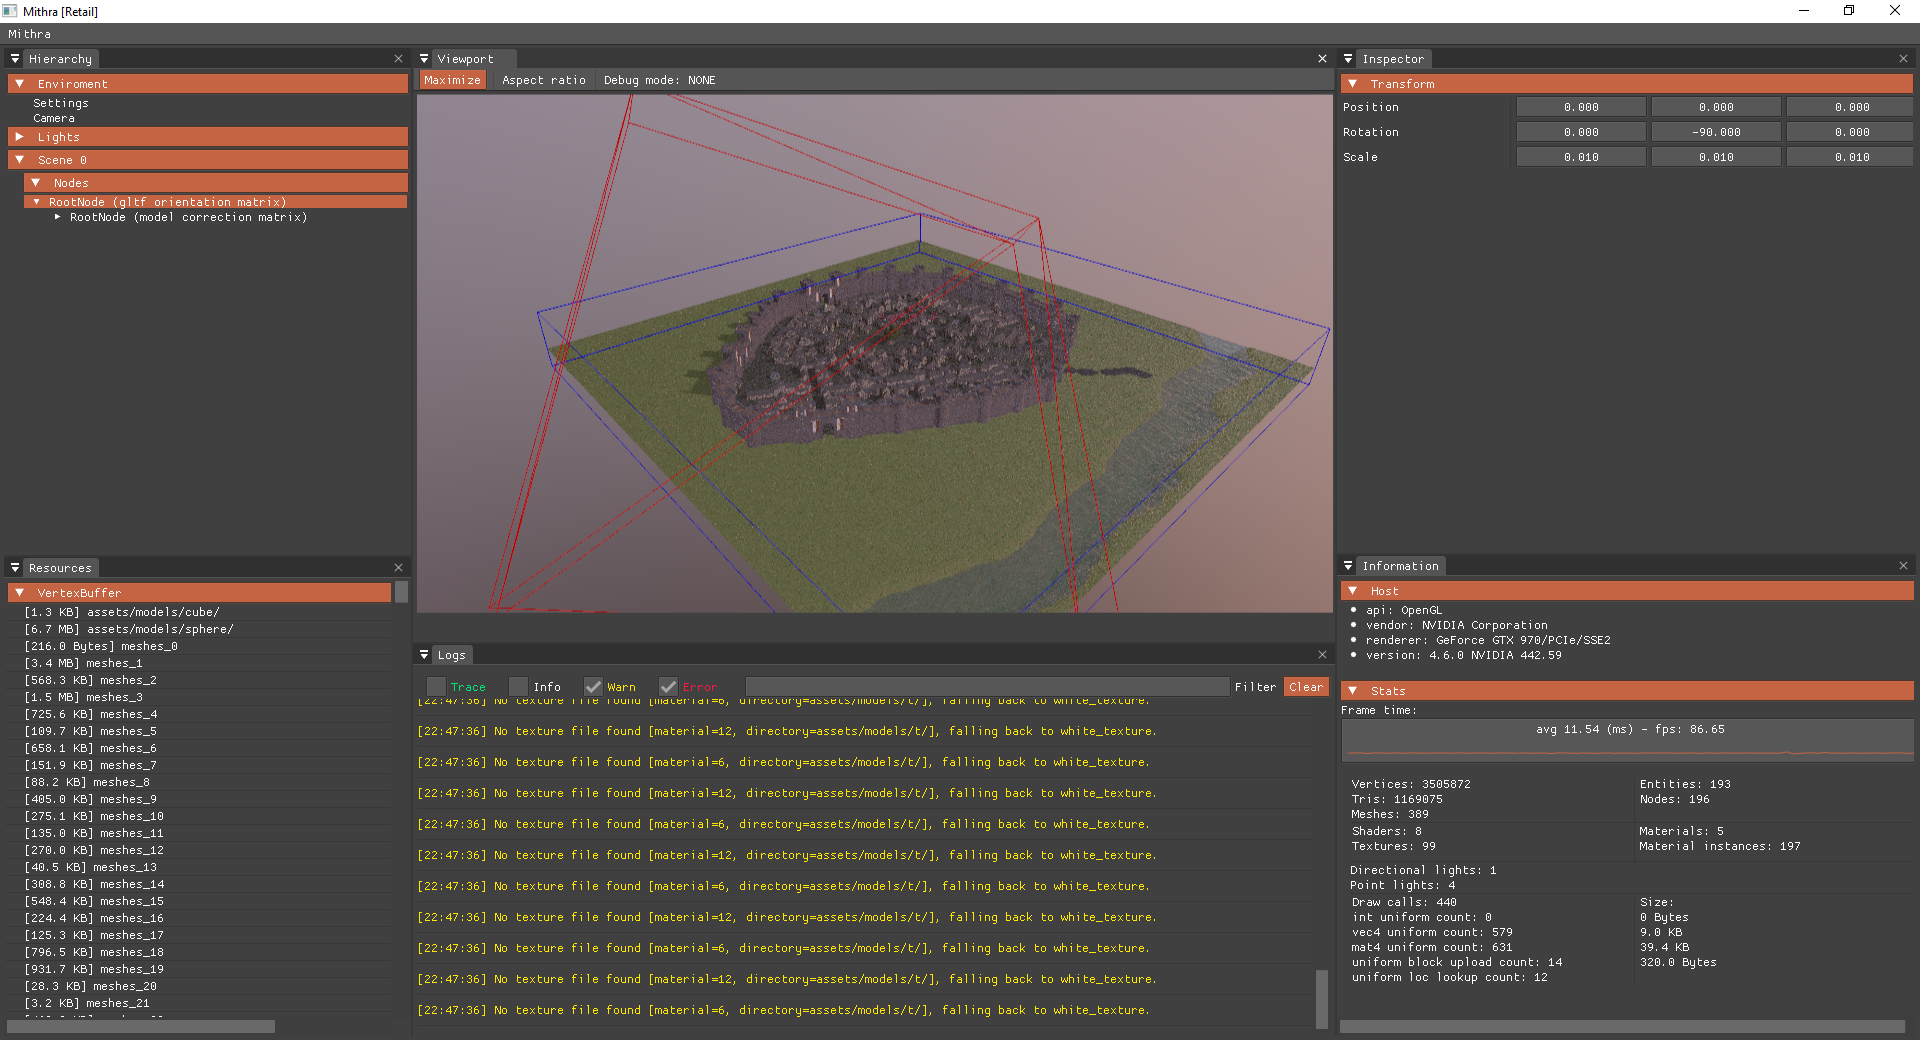 Mithra [Retail]
Mithra
Hierarchy
Enviroment
Settings
Camera
Lights
Scene 0
Nodes
RootNode (gltf orientation matrix)
RootNode (model correction matrix)
Resources
VertexBuffer
[1.3 KB] assets/models/cube/
[6.7 MB] assets/models/sphere/
[216.0 Bytes] meshes_0
[3.4 MB] meshes_1
[568.3 KB] meshes_2
[1.5 MB] meshes_3
[725.6 KB] meshes_4
[109.7 KB] meshes_5
[658.1 KB] meshes_6
[151.9 KB] meshes_7
[88.2 KB] meshes_8
[405.0 KB] meshes_9
[275.1 KB] meshes_10
[135.0 KB] meshes_11
[270.0 KB] meshes_12
[40.5 KB] meshes_13
[308.8 KB] meshes_14
[548.4 KB] meshes_15
[224.4 KB] meshes_16
[125.3 KB] meshes_17
[796.5 KB] meshes_18
[931.7 KB] meshes_19
[28.3 KB] meshes_20
[3.2 KB] meshes_21
Viewport
Maximize Aspect ratio Debug mode: NONE
Logs
Trace Info Warn Error Filter Clear
[22:47:36] No texture file found [material=6, directory=assets/models/t/], falling back to white_texture.
[22:47:36] No texture file found [material=12, directory=assets/models/t/], falling back to white_texture.
[22:47:36] No texture file found [material=6, directory=assets/models/t/], falling back to white_texture.
[22:47:36] No texture file found [material=12, directory=assets/models/t/], falling back to white_texture.
[22:47:36] No texture file found [material=6, directory=assets/models/t/], falling back to white_texture.
[22:47:36] No texture file found [material=12, directory=assets/models/t/], falling back to white_texture.
[22:47:36] No texture file found [material=6, directory=assets/models/t/], falling back to white_texture.
[22:47:36] No texture file found [material=12, directory=assets/models/t/], falling back to white_texture.
[22:47:36] No texture file found [material=6, directory=assets/models/t/], falling back to white_texture.
[22:47:36] No texture file found [material=12, directory=assets/models/t/], falling back to white_texture.
[22:47:36] No texture file found [material=6, directory=assets/models/t/], falling back to white_texture.
Inspector
Transform
Position 0.000 0.000 0.000
Rotation 0.000 -90.000 0.000
Scale 0.010 0.010 0.010
Information
Host
api: OpenGL
vendor: NVIDIA Corporation
renderer: GeForce GTX 970/PCIe/SSE2
version: 4.6.0 NVIDIA 442.59
Stats
Frame time:
avg 11.54 (ms) - fps: 86.65
Vertices: 3505872 Entities: 193
Tris: 1169075 Nodes: 196
Meshes: 389
Shaders: 8 Materials: 5
Textures: 99 Material instances: 197
Directional lights: 1
Point lights: 4
Draw calls: 440 Size:
int uniform count: 0 0 Bytes
vec4 uniform count: 579 9.0 KB
mat4 uniform count: 631 39.4 KB
uniform block upload count: 14 320.0 Bytes
uniform loc lookup count: 12